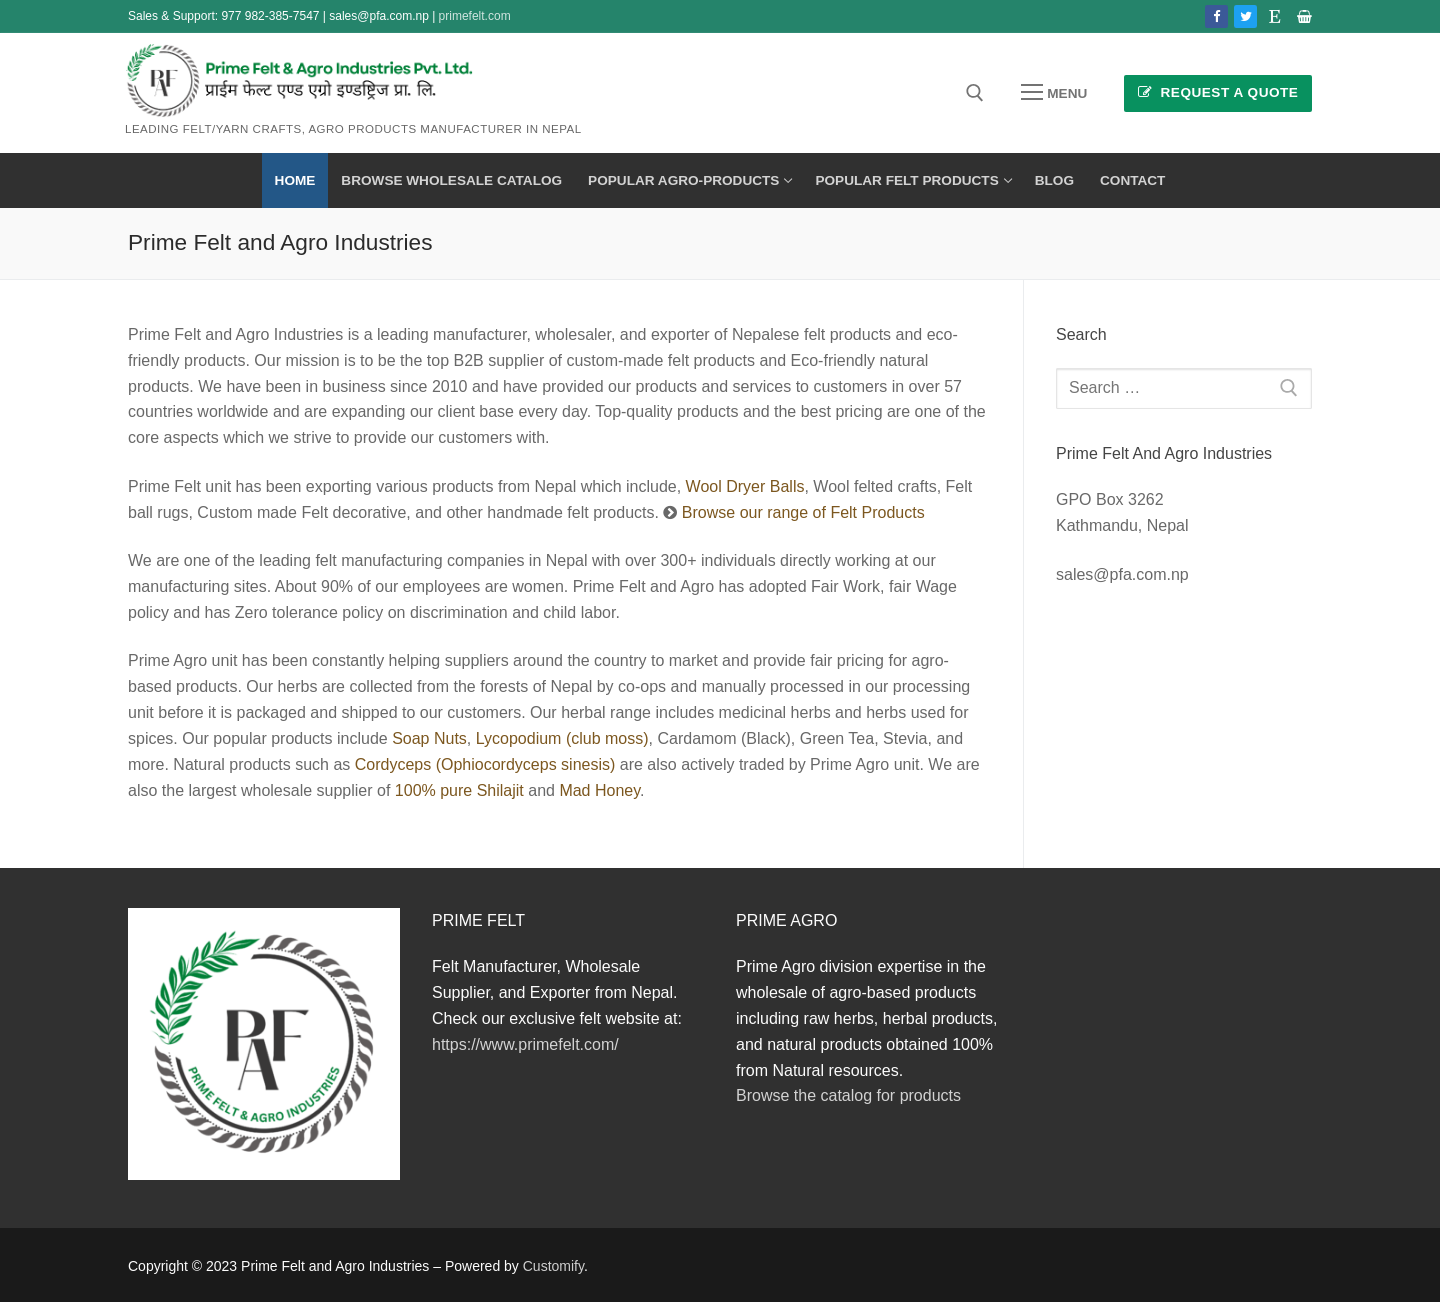 Sales & Support: 977 982-385-7547 | sales@pfa.com.np | primefelt.com
E
Prime Felt & Agro Industries Pvt. Ltd.
प्राईम फेल्ट एण्ड एग्रो इण्डष्ट्रिज प्रा. लि.
RAF
LEADING FELT/YARN CRAFTS, AGRO PRODUCTS MANUFACTURER IN NEPAL
MENU
REQUEST A QUOTE
HOME BROWSE WHOLESALE CATALOG POPULAR AGRO-PRODUCTS POPULAR FELT PRODUCTS BLOG CONTACT
Prime Felt and Agro Industries
Prime Felt and Agro Industries is a leading manufacturer, wholesaler, and exporter of Nepalese felt products and eco-
friendly products. Our mission is to be the top B2B supplier of custom-made felt products and Eco-friendly natural
products. We have been in business since 2010 and have provided our products and services to customers in over 57
countries worldwide and are expanding our client base every day. Top-quality products and the best pricing are one of the
core aspects which we strive to provide our customers with.
Prime Felt unit has been exporting various products from Nepal which include, Wool Dryer Balls, Wool felted crafts, Felt
ball rugs, Custom made Felt decorative, and other handmade felt products. Browse our range of Felt Products
We are one of the leading felt manufacturing companies in Nepal with over 300+ individuals directly working at our
manufacturing sites. About 90% of our employees are women. Prime Felt and Agro has adopted Fair Work, fair Wage
policy and has Zero tolerance policy on discrimination and child labor.
Prime Agro unit has been constantly helping suppliers around the country to market and provide fair pricing for agro-
based products. Our herbs are collected from the forests of Nepal by co-ops and manually processed in our processing
unit before it is packaged and shipped to our customers. Our herbal range includes medicinal herbs and herbs used for
spices. Our popular products include Soap Nuts, Lycopodium (club moss), Cardamom (Black), Green Tea, Stevia, and
more. Natural products such as Cordyceps (Ophiocordyceps sinesis) are also actively traded by Prime Agro unit. We are
also the largest wholesale supplier of 100% pure Shilajit and Mad Honey.
Search
Search …
Prime Felt And Agro Industries
GPO Box 3262
Kathmandu, Nepal
sales@pfa.com.np
RAF
PRIME FELT & AGRO INDUSTRIES
PRIME FELT
Felt Manufacturer, Wholesale
Supplier, and Exporter from Nepal.
Check our exclusive felt website at:
https://www.primefelt.com/
PRIME AGRO
Prime Agro division expertise in the
wholesale of agro-based products
including raw herbs, herbal products,
and natural products obtained 100%
from Natural resources.
Browse the catalog for products
Copyright © 2023 Prime Felt and Agro Industries – Powered by Customify.